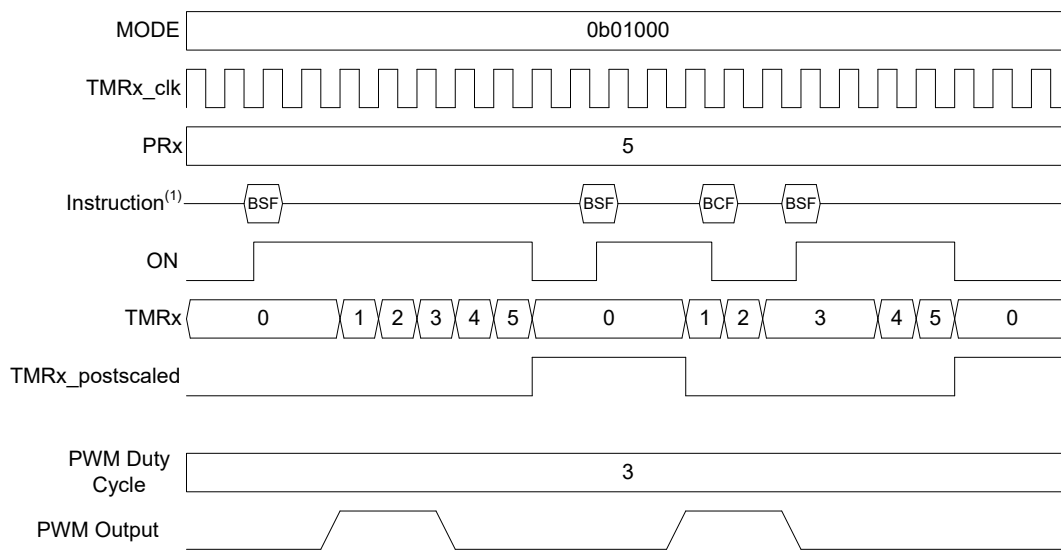 MODE 0b01000
TMRx_clk
PRx 5
Instruction(1) BSF BSF BCF BSF
ON
TMRx 0 1 2 3 4 5 0 1 2 3 4 5 0
TMRx_postscaled
PWM Duty
Cycle 3
PWM Output